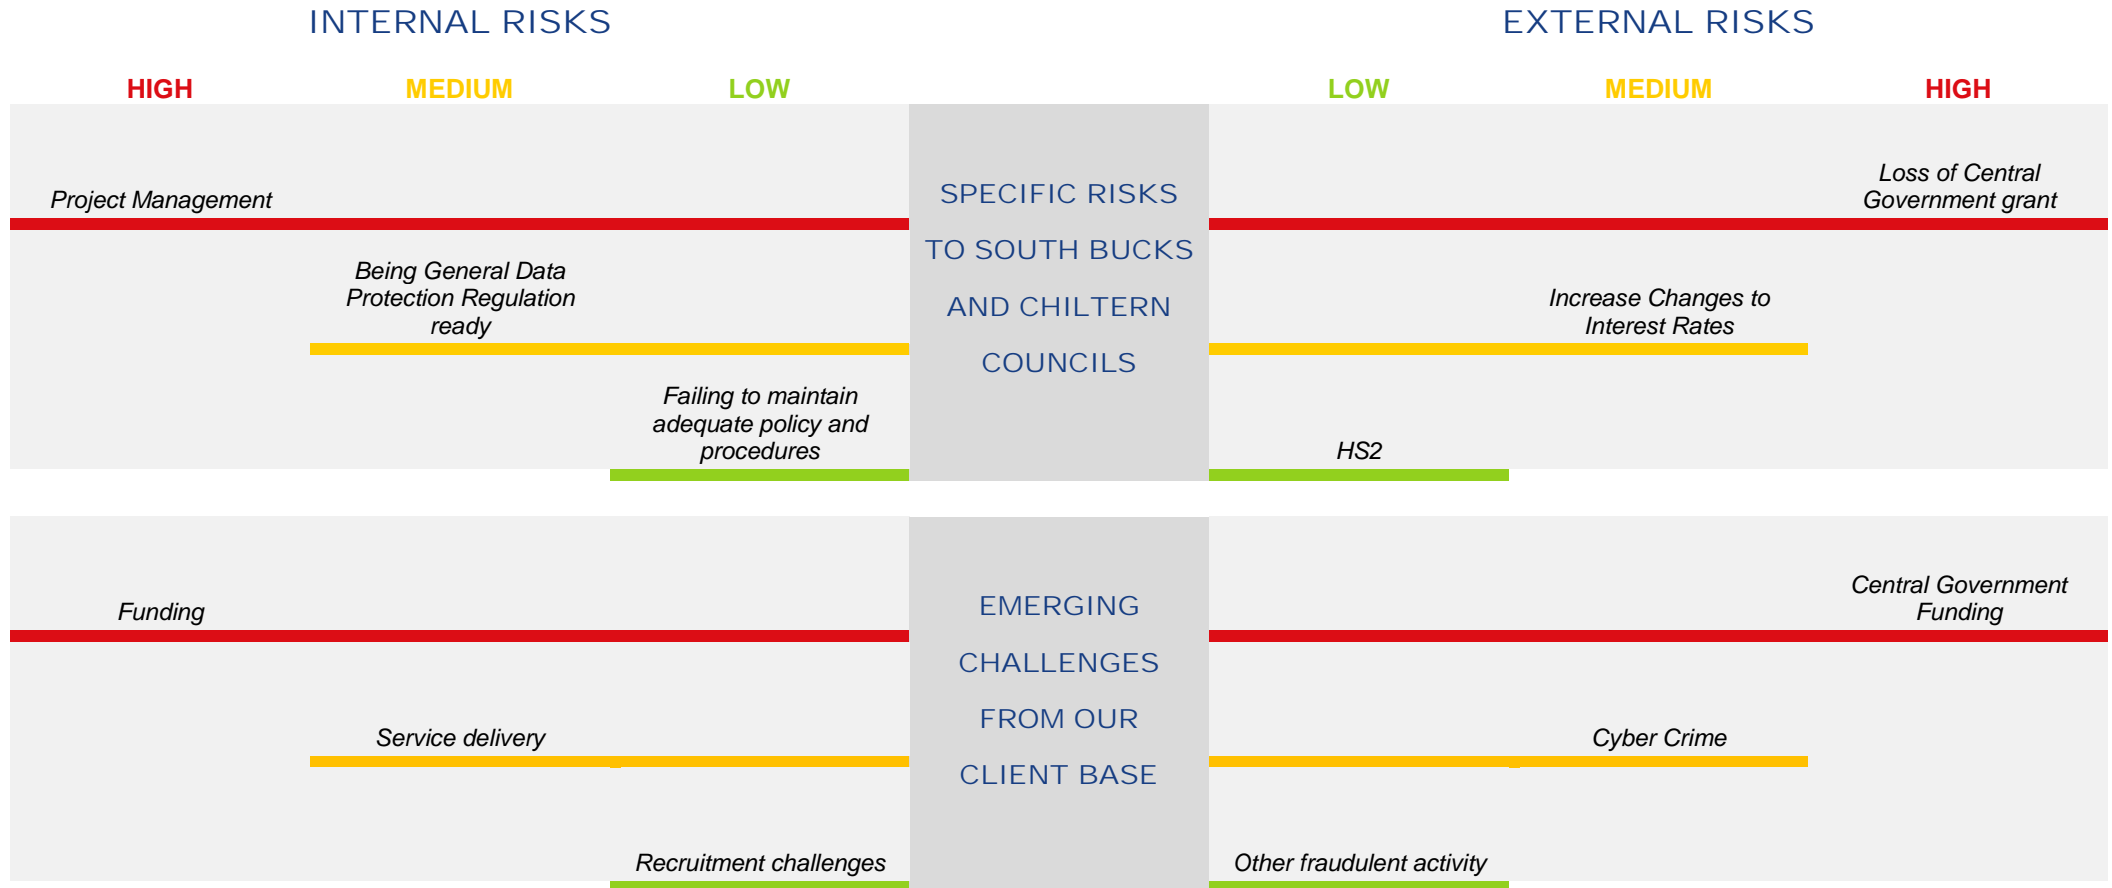 INTERNAL RISKS
EXTERNAL RISKS
HIGH
MEDIUM
LOW
LOW
MEDIUM
HIGH
Project Management
Being General Data
Protection Regulation
ready
Failing to maintain
adequate policy and
procedures
SPECIFIC RISKS
TO SOUTH BUCKS
AND CHILTERN
COUNCILS
HS2
Increase Changes to
Interest Rates
Loss of Central
Government grant
Funding
Service delivery
Recruitment challenges
EMERGING
CHALLENGES
FROM OUR
CLIENT BASE
Other fraudulent activity
Cyber Crime
Central Government
Funding